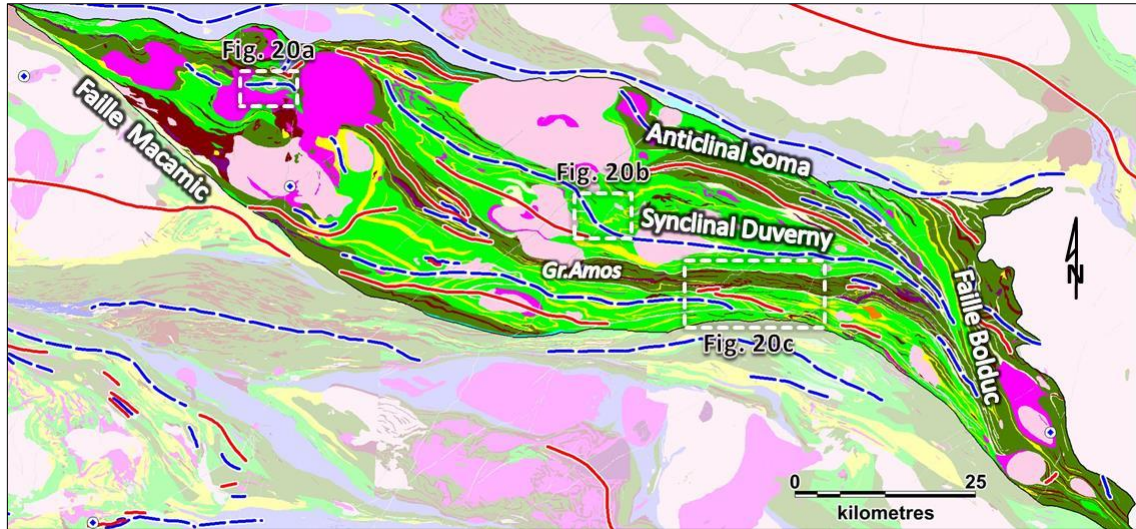 Fig. 20a
Faille Macamic
Anticlinal Soma
Fig. 20b
Synclinal Duverny
Gr.Amos
N
Faille Bolduc
Fig. 20c
0 25
kilometres